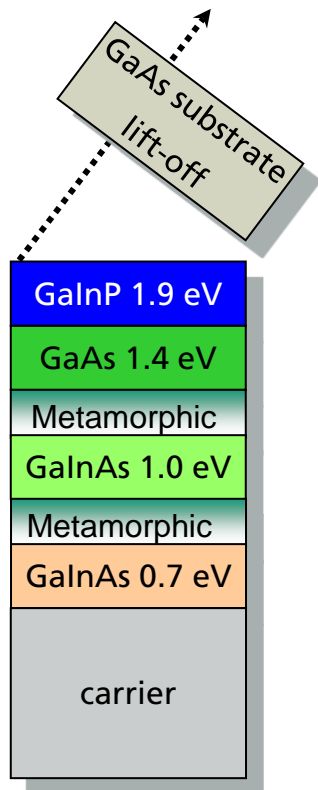 GaAs substrate
lift-off
GaInP 1.9 eV
GaAs 1.4 eV
Metamorphic
GaInAs 1.0 eV
Metamorphic
GaInAs 0.7 eV
carrier